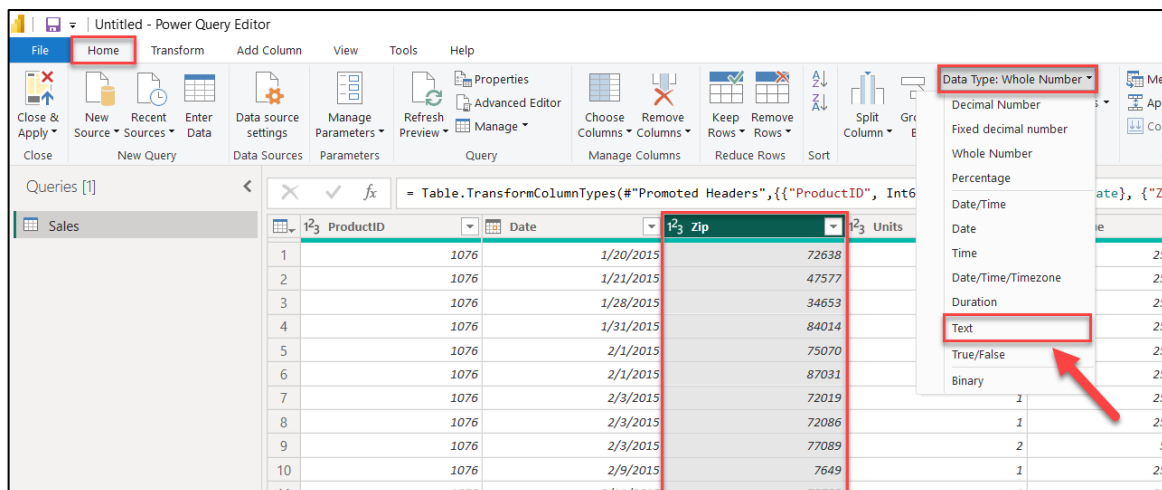 Untitled - Power Query Editor
File Home Transform Add Column View Tools Help
Close & Apply
New Source
Recent Sources
Enter Data
Data source settings
Manage Parameters
Refresh Preview
Properties
Advanced Editor
Manage
Choose Columns
Remove Columns
Keep Rows
Remove Rows
Split Column
Data Type: Whole Number
Close New Query Data Sources Parameters Query Manage Columns Reduce Rows Sort
Decimal Number
Fixed decimal number
Whole Number
Percentage
Date/Time
Date
Time
Date/Time/Timezone
Duration
Text
True/False
Binary
Queries [1]
Sales
fx = Table.TransformColumnTypes(#"Promoted Headers",{{"ProductID", Int6
ate}, {"Z
ProductID Date Zip Units
1 1076 1/20/2015 72638
2 1076 1/21/2015 47577
3 1076 1/28/2015 34653
4 1076 1/31/2015 84014
5 1076 2/1/2015 75070
6 1076 2/1/2015 87031
7 1076 2/3/2015 72019 1
8 1076 2/3/2015 72086 1
9 1076 2/3/2015 77089 2
10 1076 2/9/2015 7649 1